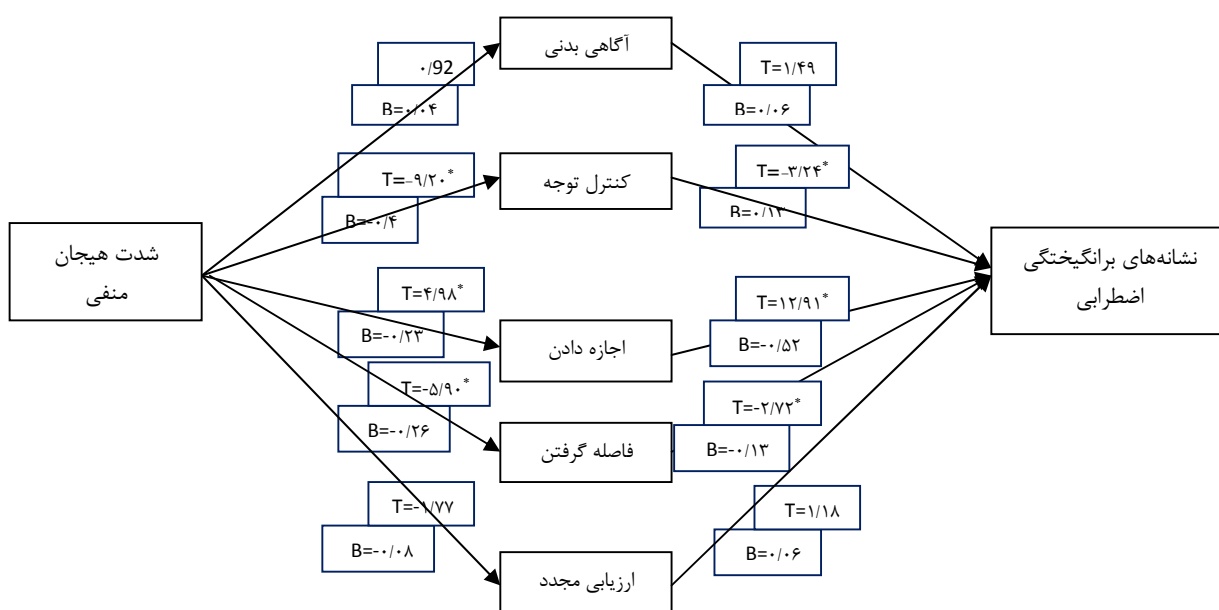 آگاهی بدنی
۰/92
T=۱/۴۹
B=۰/۰۴
B=۰/۰۶
کنترل توجه
T=-۹/۲۰*
T=-۳/۲۴*
B=-۰/۴
B=۰/۱۳
شدت هیجان
منفی
نشانه‌های برانگیختگی
اضطرابی
T=۴/۹۸*
T=۱۲/۹۱*
B=-۰/۲۳
اجازه دادن
B=-۰/۵۲
T=-۵/۹۰*
T=-۲/۷۲*
B=-۰/۲۶
فاصله گرفتن
B=-۰/۱۳
T=-۱/۷۷
T=۱/۱۸
B=-۰/۰۸
B=۰/۰۶
ارزیابی مجدد